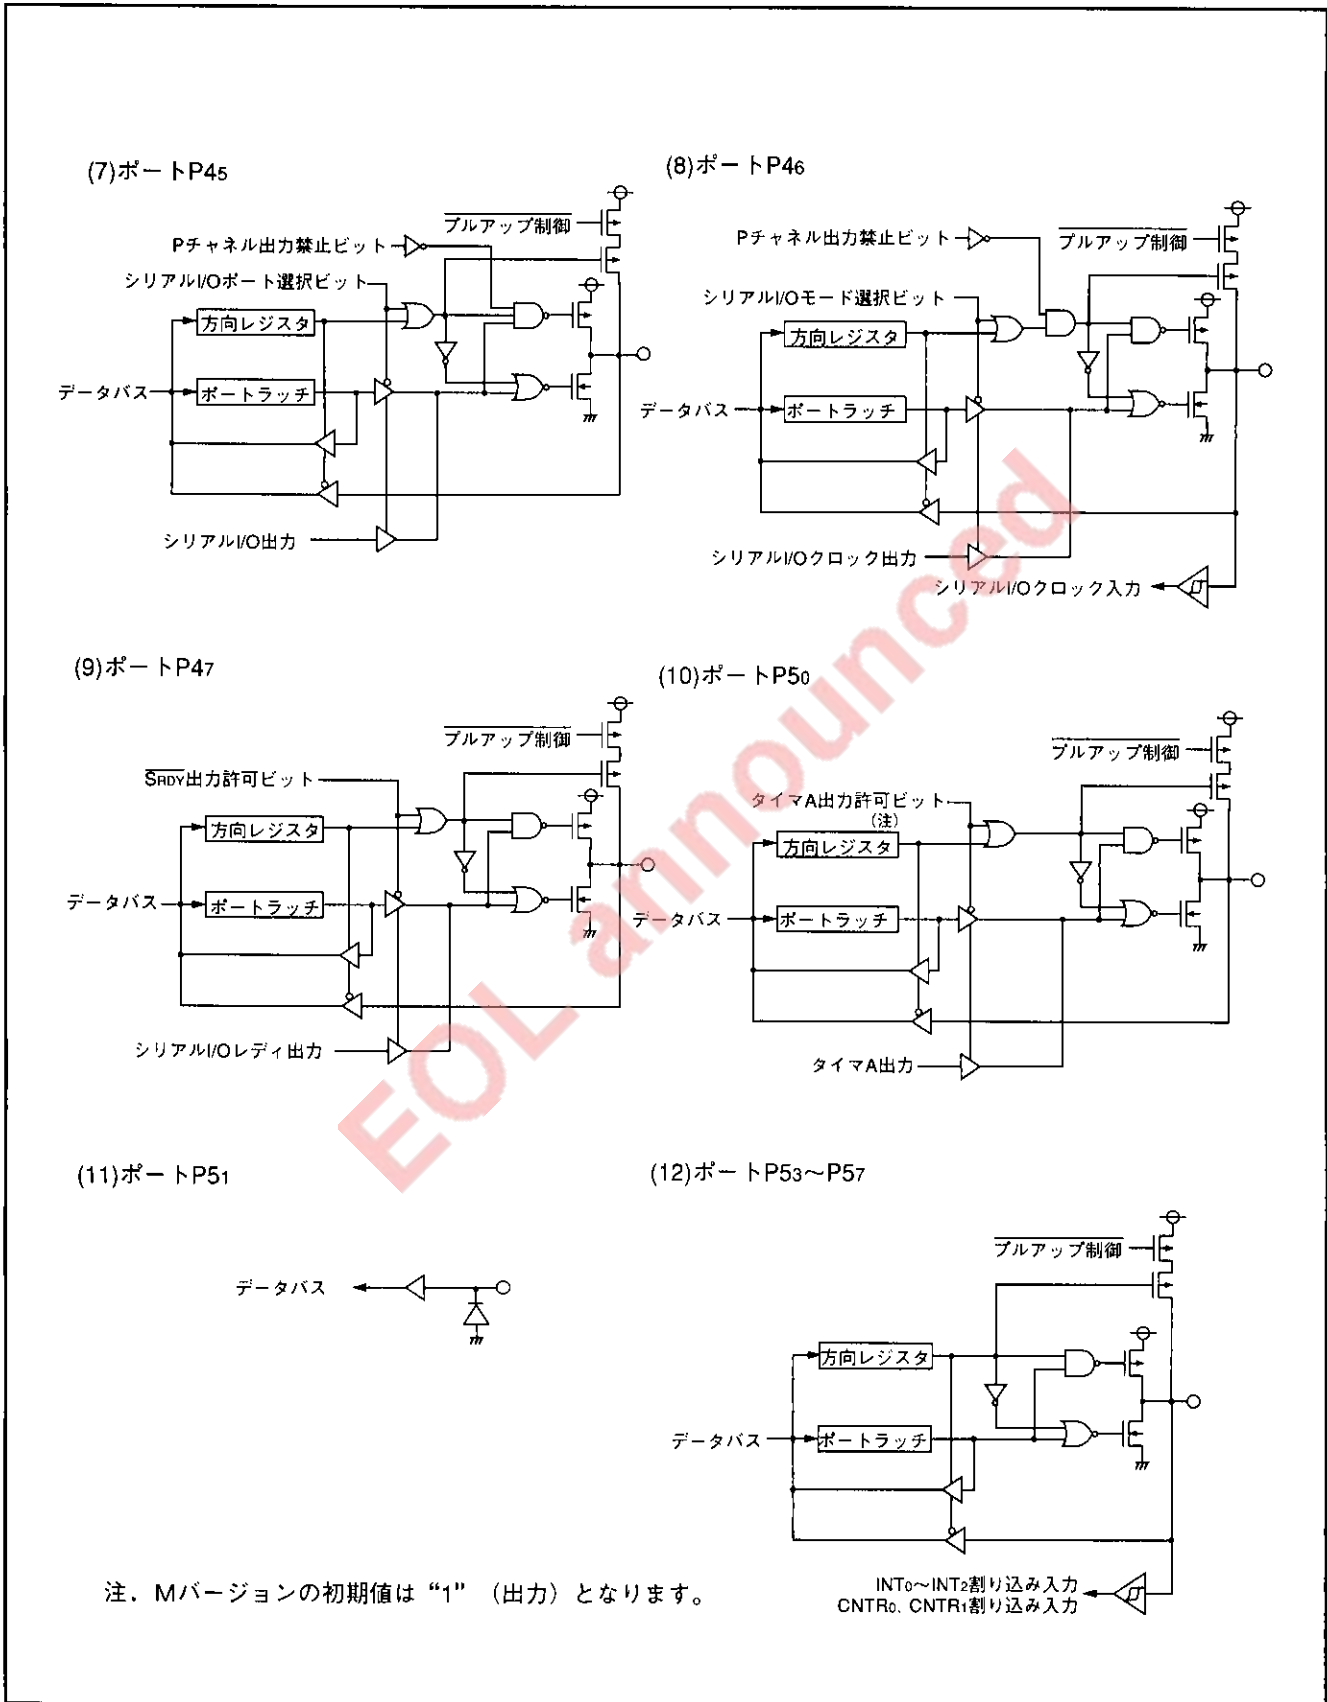 (7)ポートP45
プルアップ制御
Pチャネル出力禁止ビット
シリアルI/Oポート選択ビット
方向レジスタ
データバス
ポートラッチ
シリアルI/O出力
(8)ポートP46
Pチャネル出力禁止ビット
プルアップ制御
シリアルI/Oモード選択ビット
方向レジスタ
データバス
ポートラッチ
シリアルI/Oクロック出力
シリアルI/Oクロック入力
(9)ポートP47
プルアップ制御
SRDY出力許可ビット
方向レジスタ
データバス
ポートラッチ
シリアルI/Oレディ出力
(10)ポートP50
プルアップ制御
タイマA出力許可ビット
(注)
方向レジスタ
データバス
ポートラッチ
タイマA出力
(11)ポートP51
データバス
(12)ポートP53～P57
プルアップ制御
方向レジスタ
データバス
ポートラッチ
INT0～INT2割り込み入力
CNTR0、CNTR1割り込み入力
注．Mバージョンの初期値は“1”（出力）となります。
EOL announced